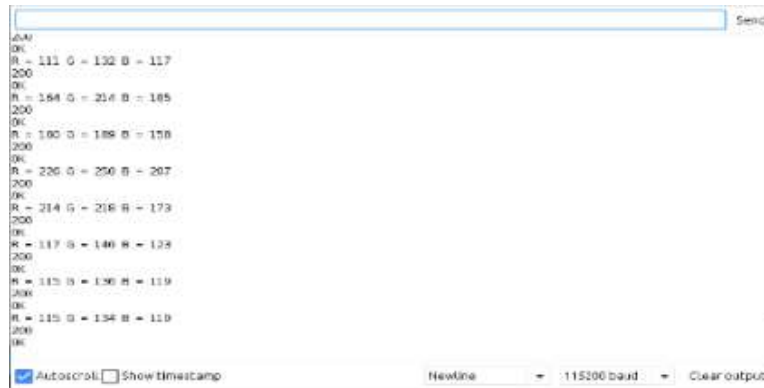 Send
200
OK
R = 111 G = 132 B = 117
200
OK
R = 164 G = 214 B = 185
200
OK
R = 180 G = 189 B = 158
200
OK
R = 226 G = 250 B = 207
200
OK
R = 214 G = 218 B = 173
200
OK
R = 117 G = 146 B = 123
200
OK
R = 115 G = 136 B = 119
200
OK
R = 115 G = 134 B = 119
200
OK
Autoscroll Show timestamp Newline 115200 baud Clear output